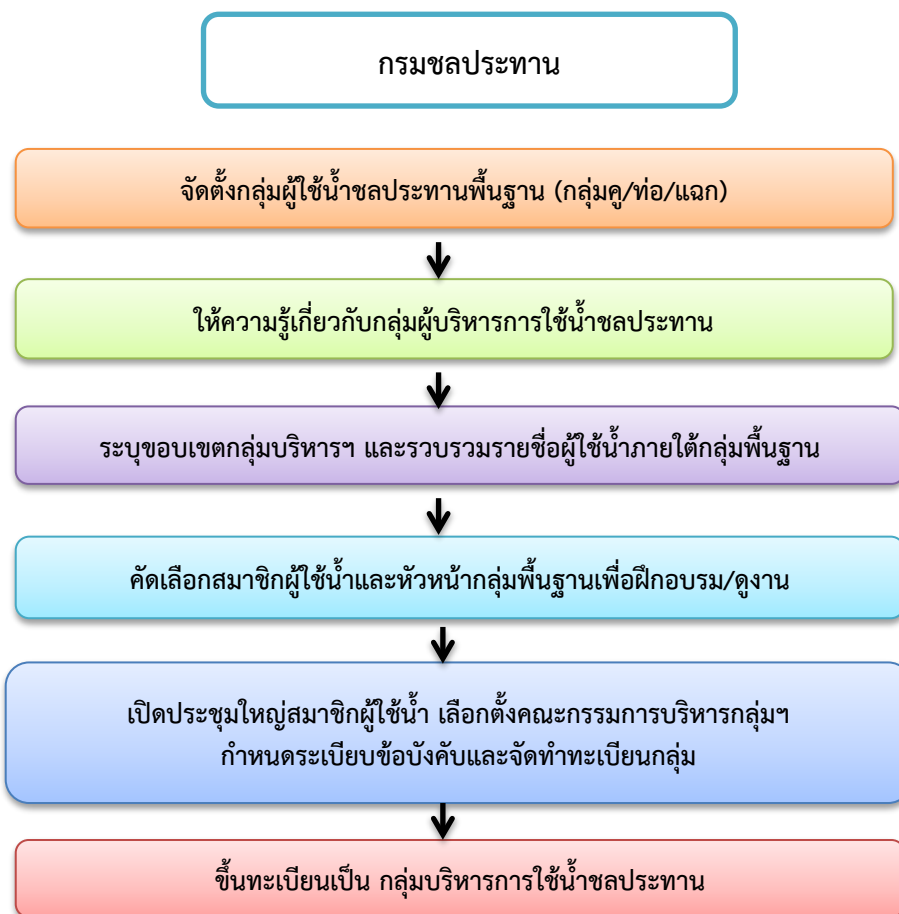 กรมชลประทาน
จัดตั้งกลุ่มผู้ใช้น้ำชลประทานพื้นฐาน (กลุ่มคู/ท่อ/แฉก)
ให้ความรู้เกี่ยวกับกลุ่มผู้บริหารการใช้น้ำชลประทาน
ระบุขอบเขตกลุ่มบริหารฯ และรวบรวมรายชื่อผู้ใช้น้ำภายใต้กลุ่มพื้นฐาน
คัดเลือกสมาชิกผู้ใช้น้ำและหัวหน้ากลุ่มพื้นฐานเพื่อฝึกอบรม/ดูงาน
เปิดประชุมใหญ่สมาชิกผู้ใช้น้ำ เลือกตั้งคณะกรรมการบริหารกลุ่มฯ
กำหนดระเบียบข้อบังคับและจัดทำทะเบียนกลุ่ม
ขึ้นทะเบียนเป็น กลุ่มบริหารการใช้น้ำชลประทาน